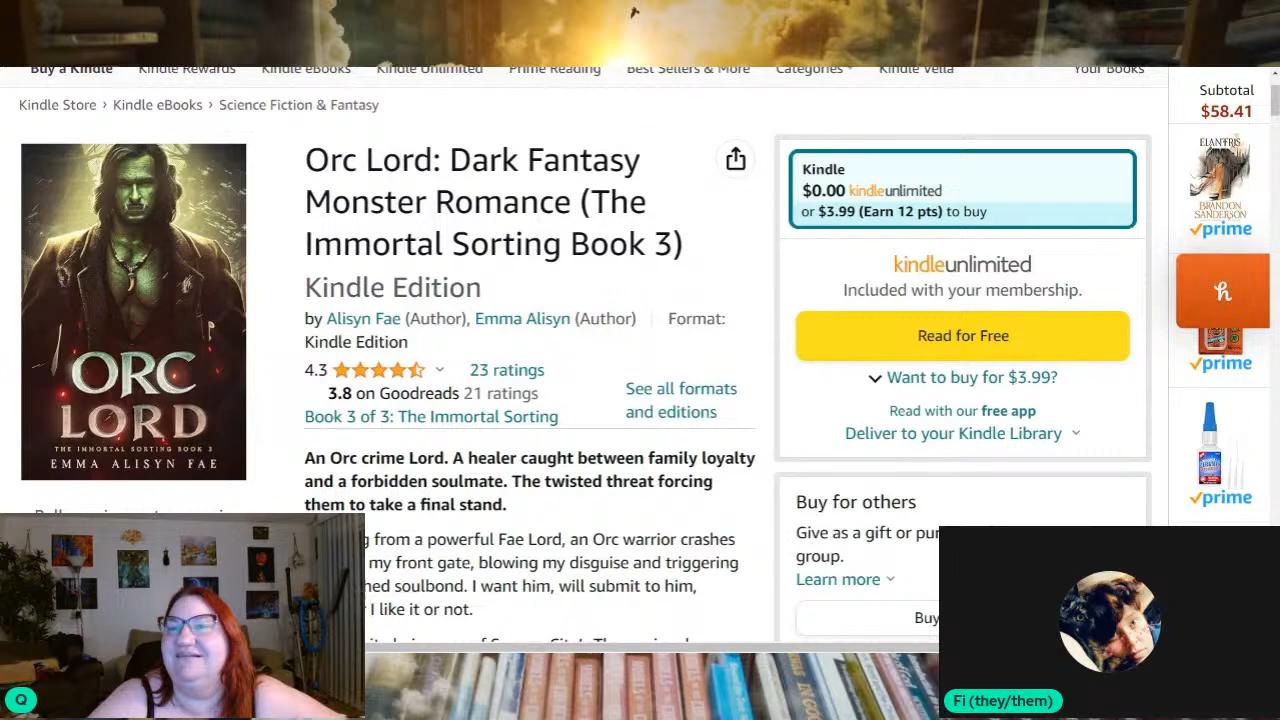 Buy a Kindle Kindle Rewards Kindle eBooks Kindle Unlimited Prime Reading Best Sellers & More Categories Kindle Vella Your Books
Kindle Store › Kindle eBooks › Science Fiction & Fantasy
ORC
LORD
THE IMMORTAL SORTING BOOK 3
EMMA ALISYN FAE
Orc Lord: Dark Fantasy
Monster Romance (The
Immortal Sorting Book 3)
Kindle Edition
by Alisyn Fae (Author), Emma Alisyn (Author) Format:
Kindle Edition
4.3 23 ratings
3.8 on Goodreads 21 ratings
Book 3 of 3: The Immortal Sorting
See all formats
and editions
An Orc crime Lord. A healer caught between family loyalty
and a forbidden soulmate. The twisted threat forcing
them to take a final stand.
from a powerful Fae Lord, an Orc warrior crashes
my front gate, blowing my disguise and triggering
ned soulbond. I want him, will submit to him,
I like it or not.
Kindle
$0.00 kindleunlimited
or $3.99 (Earn 12 pts) to buy
kindleunlimited
Included with your membership.
Read for Free
Want to buy for $3.99?
Read with our free app
Deliver to your Kindle Library
Buy for others
Give as a gift or pur
group.
Learn more
Buy
Subtotal
$58.41
ELANTRIS
BRANDON
SANDERSON
prime
h
prime
prime
Q
Fi (they/them)